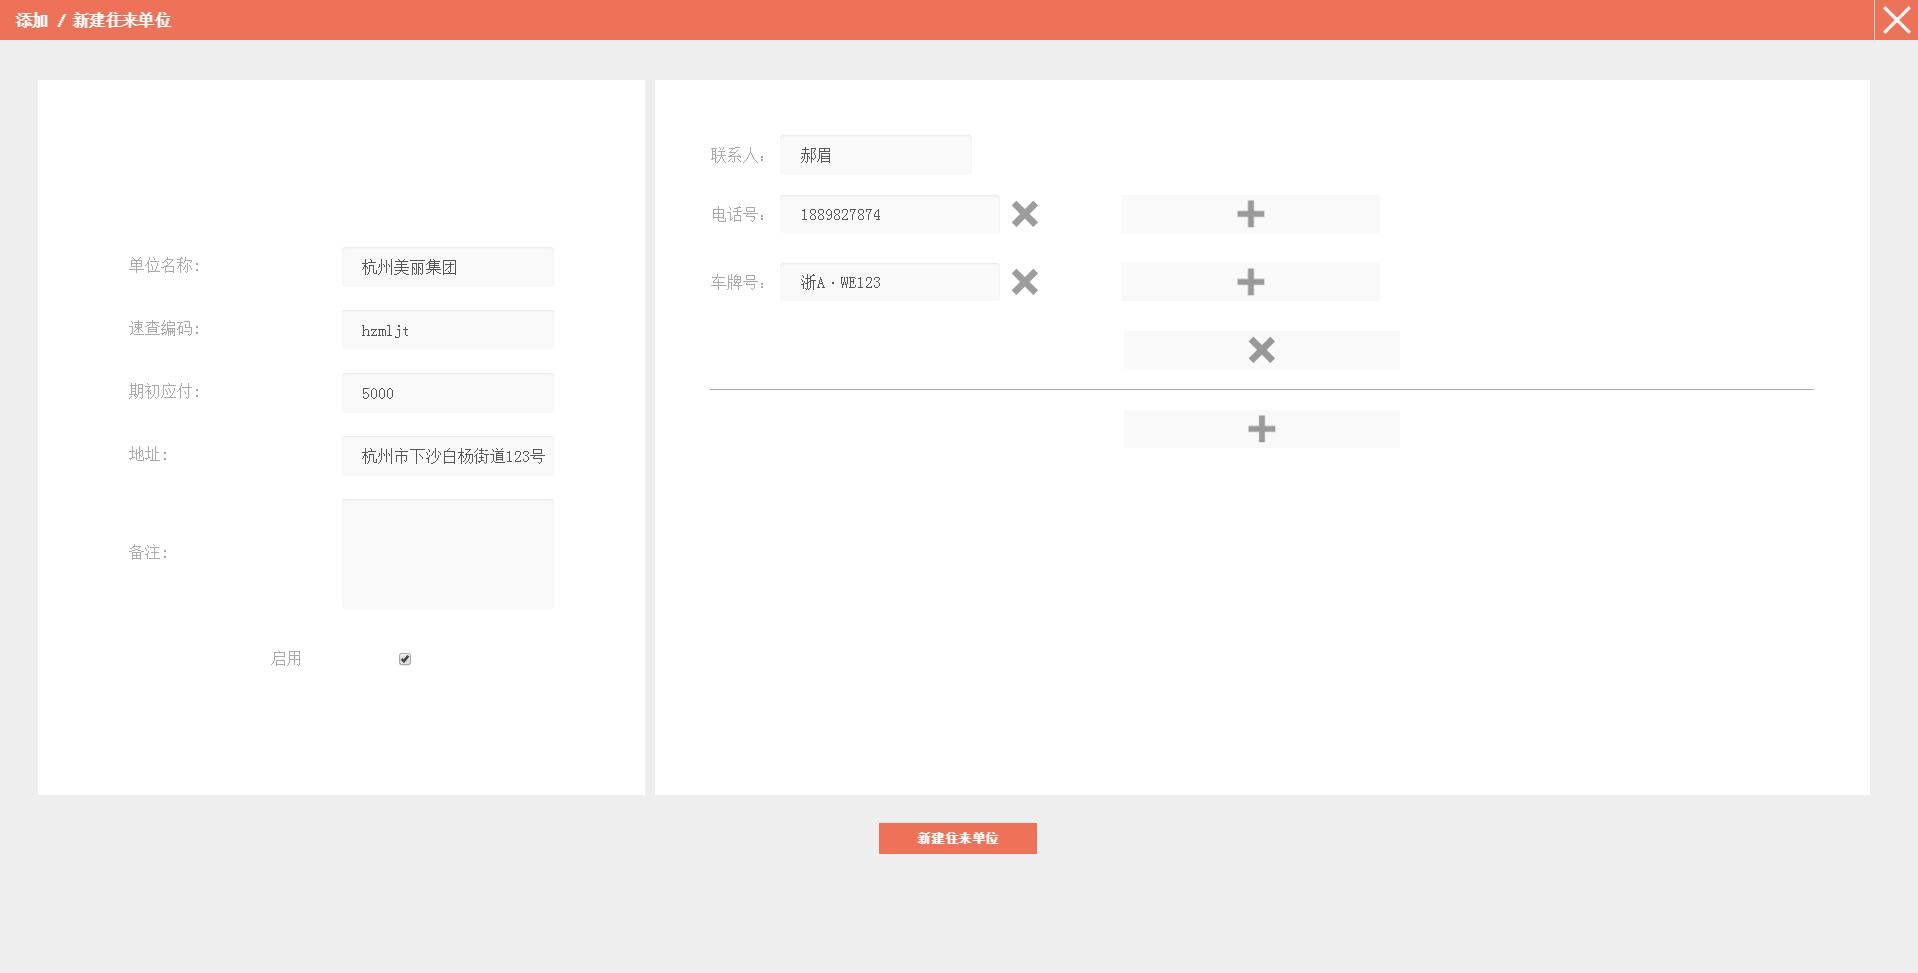 添加 / 新建往来单位
单位名称: 杭州美丽集团
速查编码: hzmljt
期初应付: 5000
地址: 杭州市下沙白杨街道123号
备注:
启用
联系人: 郝眉
电话号: 1889827874
车牌号: 浙A·WE123
新建往来单位